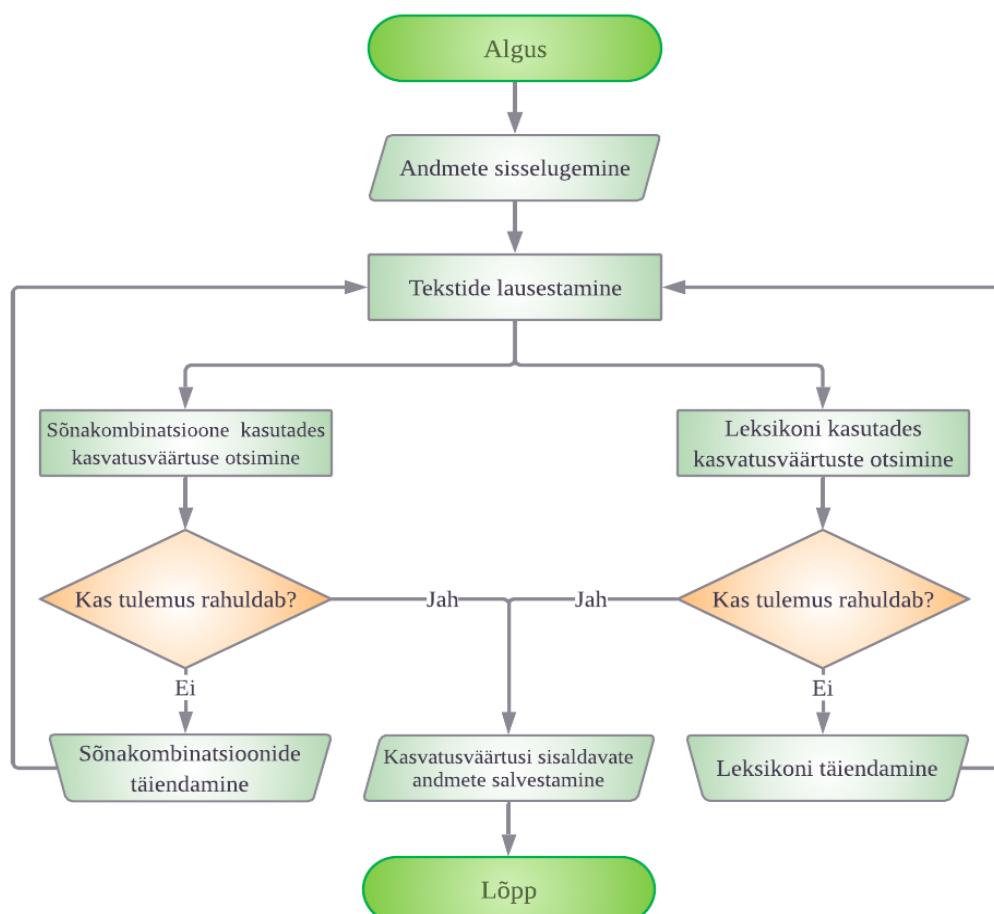 Algus
Andmete sisselugemine
Tekstide lausestamine
Sõnakombinatsioone kasutades
kasvatusväärtuse otsimine
Leksikoni kasutades
kasvatusväärtuste otsimine
Kas tulemus rahuldab?
Jah
Jah
Kas tulemus rahuldab?
Ei
Ei
Sõnakombinatsioonide
täiendamine
Kasvatusväärtusi sisaldavate
andmete salvestamine
Leksikoni täiendamine
Lõpp